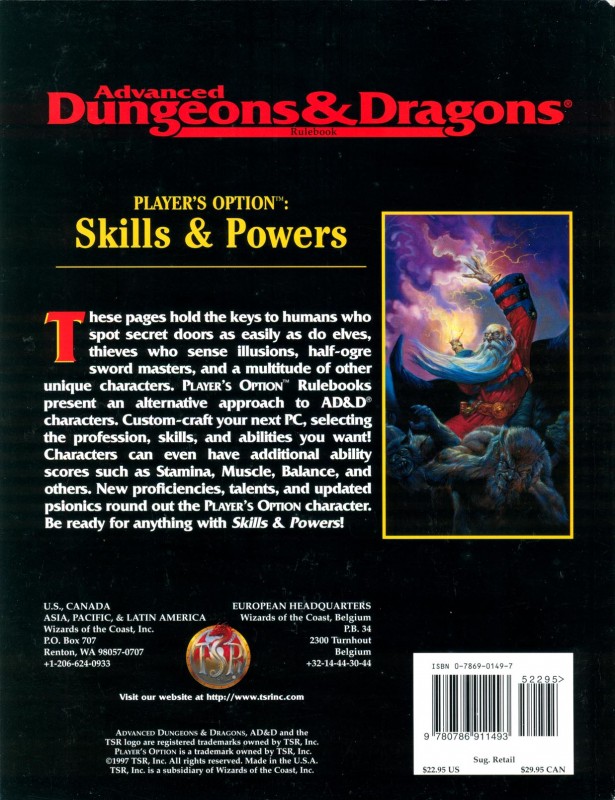 Advanced
Dungeons & Dragons®
Rulebook
PLAYER'S OPTION™:
Skills & Powers
These pages hold the keys to humans who
spot secret doors as easily as do elves,
thieves who sense illusions, half-ogre
sword masters, and a multitude of other
unique characters. PLAYER'S OPTION™ Rulebooks
present an alternative approach to AD&D®
characters. Custom-craft your next PC, selecting
the profession, skills, and abilities you want!
Characters can even have additional ability
scores such as Stamina, Muscle, Balance, and
others. New proficiencies, talents, and updated
psionics round out the PLAYER'S OPTION character.
Be ready for anything with Skills & Powers!
U.S., CANADA
ASIA, PACIFIC, & LATIN AMERICA
Wizards of the Coast, Inc.
P.O. Box 707
Renton, WA 98057-0707
+1-206-624-0933
TSR
EUROPEAN HEADQUARTERS
Wizards of the Coast, Belgium
P.B. 34
2300 Turnhout
Belgium
+32-14-44-30-44
Visit our website at http://www.tsrinc.com
ADVANCED DUNGEONS & DRAGONS, AD&D and the
TSR logo are registered trademarks owned by TSR, Inc.
PLAYER'S OPTION is a trademark owned by TSR, Inc.
©1997 TSR, Inc. All rights reserved. Made in the U.S.A.
TSR, Inc. is a subsidiary of Wizards of the Coast, Inc.
ISBN 0-7869-0149-7
52295>
9 780786 911493
Sug. Retail
$22.95 US $29.95 CAN